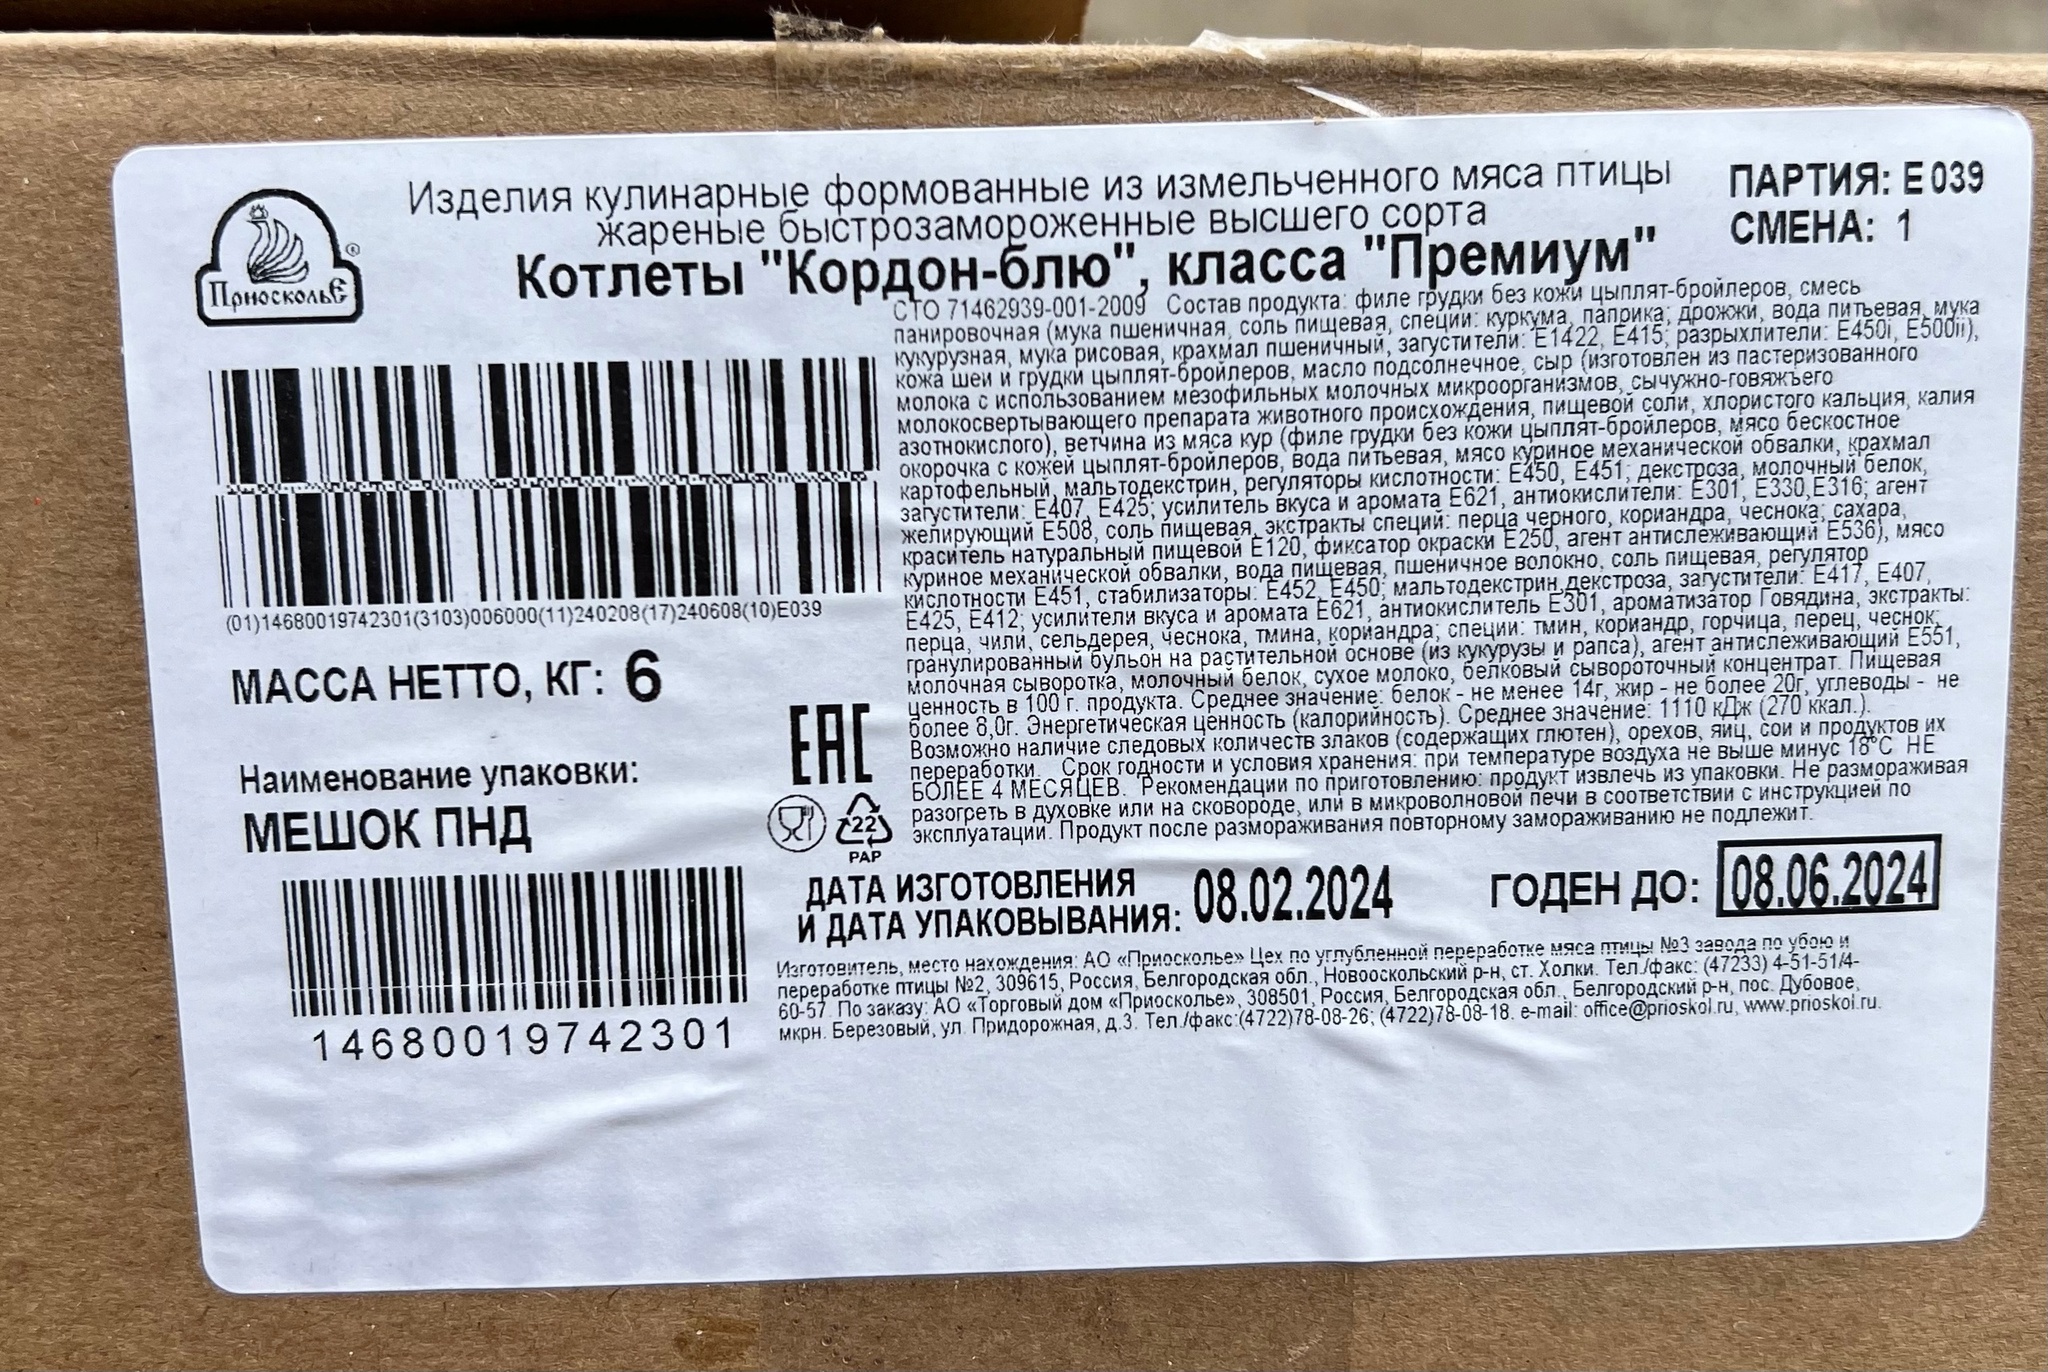 Изделия кулинарные формованные из измельченного мяса птицы
жареные быстрозамороженные высшего сорта
Котлеты "Кордон-блю", класса "Премиум"
ПАРТИЯ: Е 039
СМЕНА: 1
ПриосколЬЕ
®
СТО 71462939-001-2009 Состав продукта: филе грудки без кожи цыплят-бройлеров, смесь
панировочная (мука пшеничная, соль пищевая, специи: куркума, паприка; дрожжи, вода питьевая, мука
кукурузная, мука рисовая, крахмал пшеничный, загустители: Е1422, Е415; разрыхлители: Е450i, Е500ii),
кожа шеи и грудки цыплят-бройлеров, масло подсолнечное, сыр (изготовлен из пастеризованного
молока с использованием мезофильных молочных микроорганизмов, сычужно-говяжъего
молокосвертывающего препарата животного происхождения, пищевой соли, хлористого кальция, калия
азотнокислого), ветчина из мяса кур (филе грудки без кожи цыплят-бройлеров, мясо бескостное
окорочка с кожей цыплят-бройлеров, вода питьевая, мясо куриное механической обвалки, крахмал
картофельный, мальтодекстрин, регуляторы кислотности: Е450, Е451; декстроза, молочный белок,
загустители: Е407, Е425; усилитель вкуса и аромата Е621, антиокислители: Е301, Е330,Е316; агент
желирующий Е508, соль пищевая, экстракты специй: перца черного, кориандра, чеснока; сахара,
краситель натуральный пищевой Е120, фиксатор окраски Е250, агент антислеживающий Е536), мясо
куриное механической обвалки, вода пищевая, пшеничное волокно, соль пищевая, регулятор
кислотности Е451, стабилизаторы: Е452, Е450; мальтодекстрин,декстроза, загустители: Е417, Е407,
Е425, Е412; усилители вкуса и аромата Е621, антиокислитель Е301, ароматизатор Говядина, экстракты:
перца, чили, сельдерея, чеснока, тмина, кориандра; специи: тмин, кориандр, горчица, перец, чеснок;
гранулированный бульон на растительной основе (из кукурузы и рапса), агент антислеживающий Е551,
молочная сыворотка, молочный белок, сухое молоко, белковый сывороточный концентрат. Пищевая
ценность в 100 г. продукта. Среднее значение: белок - не менее 14г, жир - не более 20г, углеводы - не
более 8,0г. Энергетическая ценность (калорийность). Среднее значение: 1110 кДж (270 ккал.).
Возможно наличие следовых количеств злаков (содержащих глютен), орехов, яиц, сои и продуктов их
переработки. Срок годности и условия хранения: при температуре воздуха не выше минус 18°С НЕ
БОЛЕЕ 4 МЕСЯЦЕВ. Рекомендации по приготовлению: продукт извлечь из упаковки. Не размораживая
разогреть в духовке или на сковороде, или в микроволновой печи в соответствии с инструкцией по
эксплуатации. Продукт после размораживания повторному замораживанию не подлежит.
(01)14680019742301(3103)006000(11)240208(17)240608(10)Е039
МАССА НЕТТО, КГ: 6
EAC
Наименование упаковки:
МЕШОК ПНД
22
PAP
14680019742301
ДАТА ИЗГОТОВЛЕНИЯ
И ДАТА УПАКОВЫВАНИЯ: 08.02.2024
ГОДЕН ДО: 08.06.2024
Изготовитель, место нахождения: АО «Приосколье» Цех по углубленной переработке мяса птицы №3 завода по убою и
переработке птицы №2, 309615, Россия, Белгородская обл., Новооскольский р-н, ст. Холки. Тел./факс: (47233) 4-51-51/4-
60-57. По заказу: АО «Торговый дом «Приосколье», 308501, Россия, Белгородская обл., Белгородский р-н, пос. Дубовое,
мкрн. Березовый, ул. Придорожная, д.3. Тел./факс:(4722)78-08-26; (4722)78-08-18. e-mail: office@prioskol.ru, www.prioskol.ru.